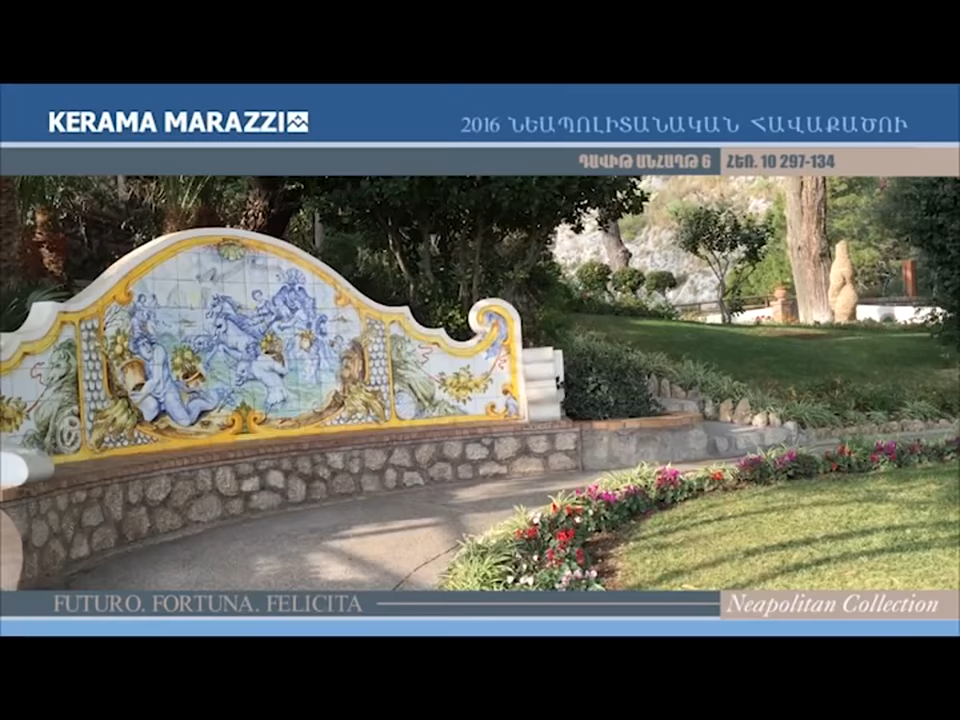 KERAMA MARAZZI
2016 ՆԵԱՊՈԼԻՏԱՆԱԿԱՆ ՀԱՎԱՔԱԾՈՒ
ԴԱՎԻԹ ԱՆՀԱՂԹ 6 ՀԵՌ. 10 297-134
FUTURO. FORTUNA. FELICITA
Neapolitan Collection